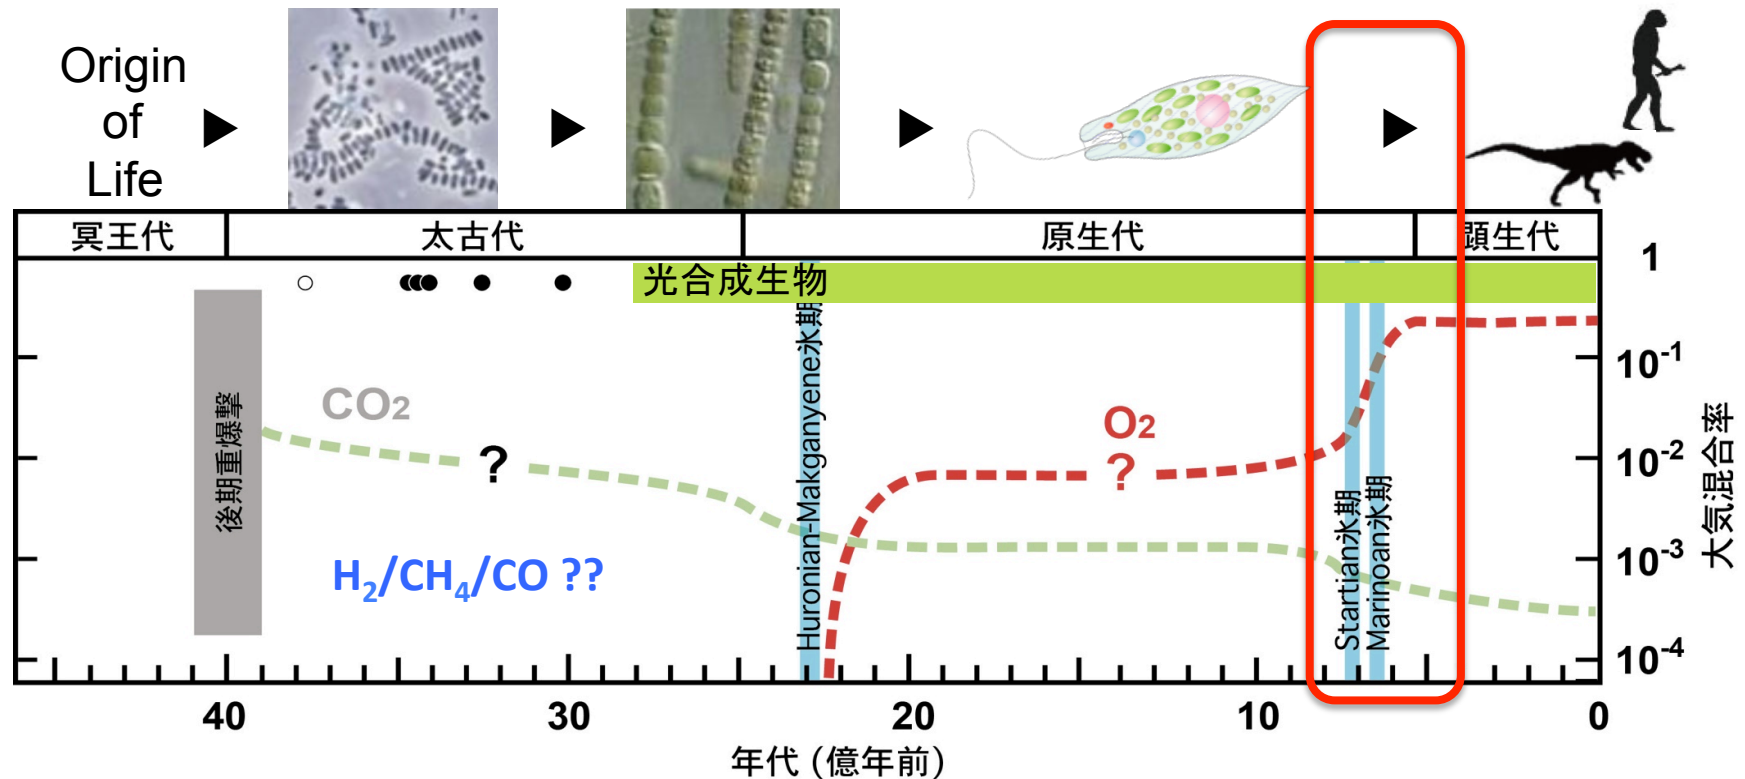 Origin
of
Life
冥王代
太古代
原生代
顕生代
光合成生物
後期重爆撃
CO2
?
H2/CH4/CO ??
Huronian-Makganyene氷期
O2
?
Startian氷期
Marinoan氷期
1
10-1
10-2
10-3
10-4
大気混合率
40
30
20
10
0
年代 (億年前)